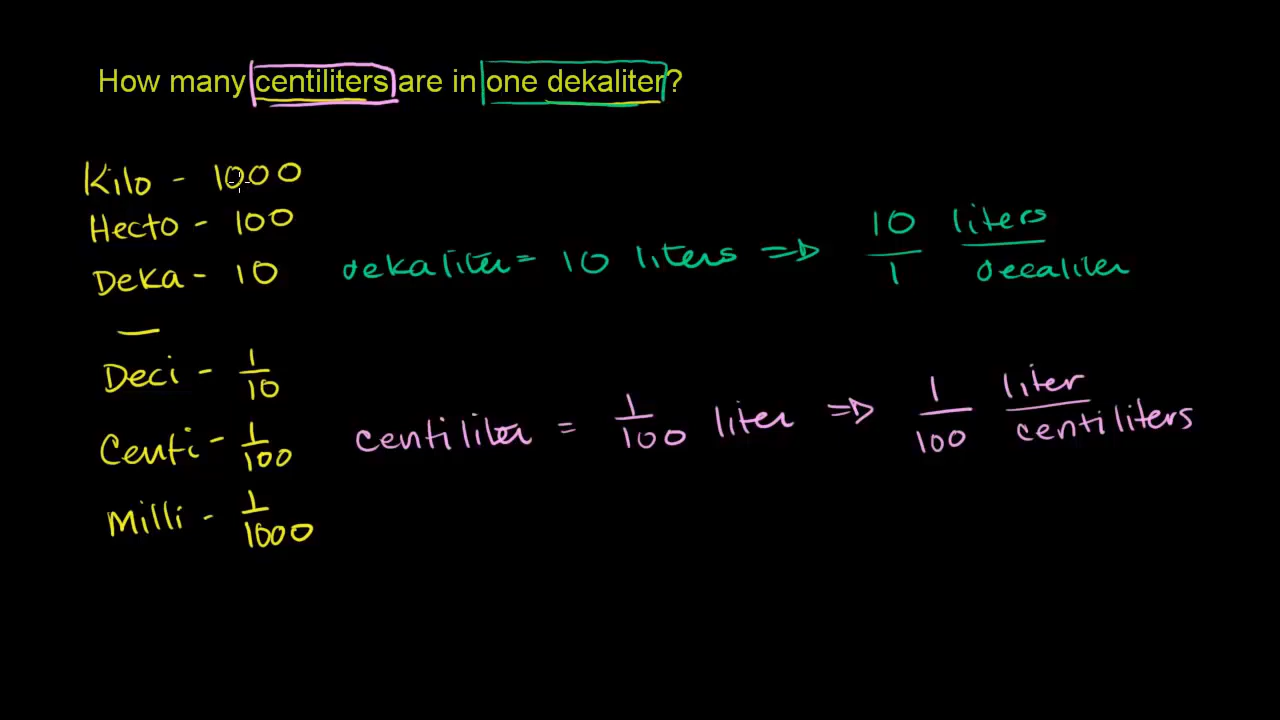 How many centiliters are in one dekaliter?
Kilo - 1000
Hecto - 100
Deka - 10
dekaliter = 10 liters ⇒ 10/1 liters/decaliter
Deci - 1/10
Centi - 1/100
centiliter = 1/100 liter ⇒ 1/100 liter/centiliters
Milli - 1/1000